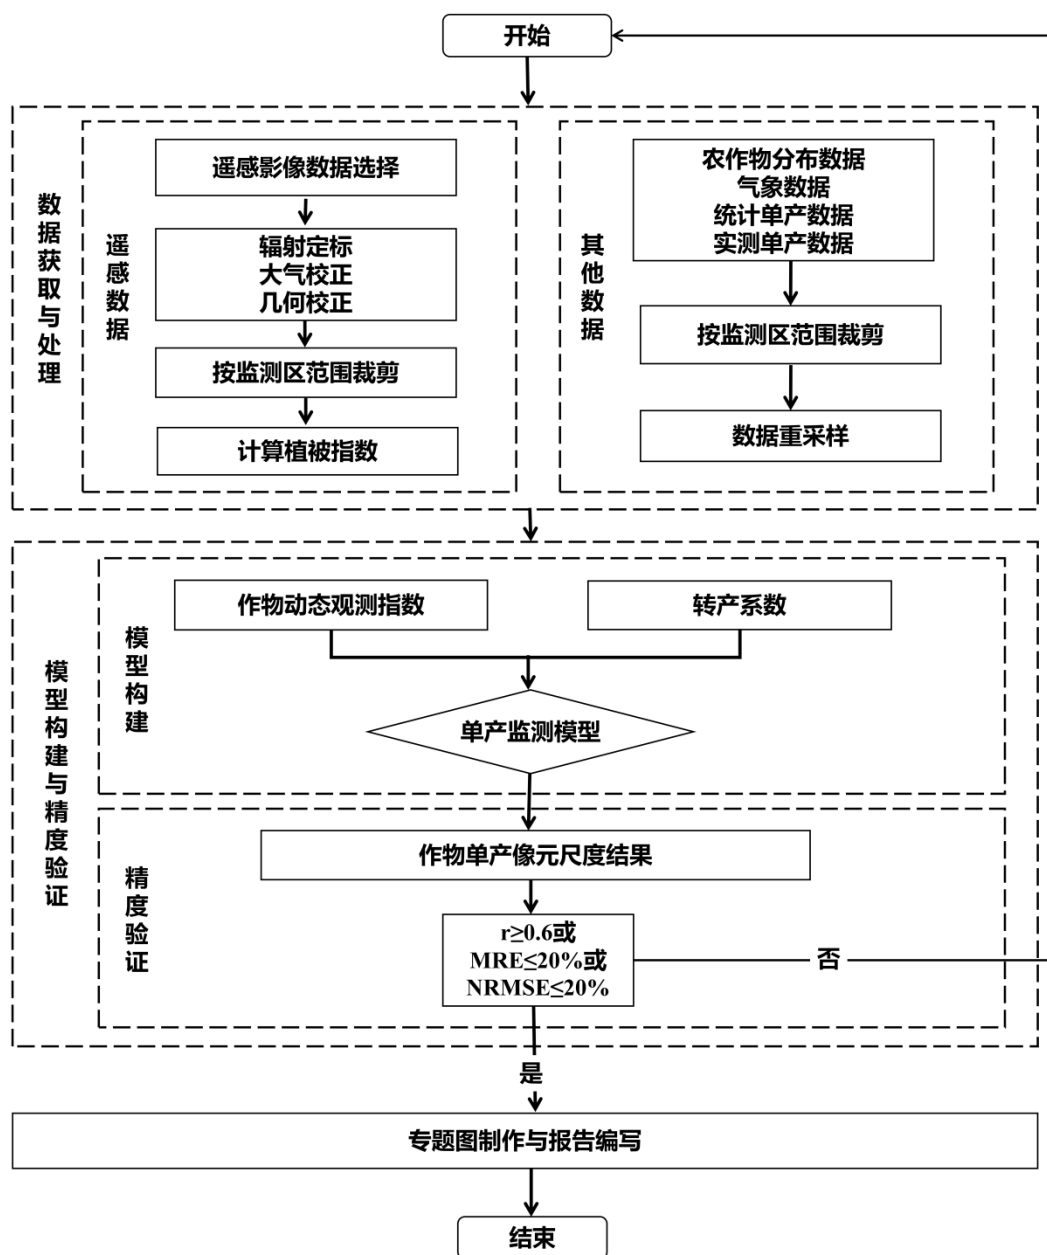 开始
数据获取与处理
遥感数据
遥感影像数据选择
辐射定标
大气校正
几何校正
按监测区范围裁剪
计算植被指数
其他数据
农作物分布数据
气象数据
统计单产数据
实测单产数据
按监测区范围裁剪
数据重采样
模型构建与精度验证
模型构建
作物动态观测指数
转产系数
单产监测模型
精度验证
作物单产像元尺度结果
r≥0.6或
MRE≤20%或
NRMSE≤20%
否
是
专题图制作与报告编写
结束